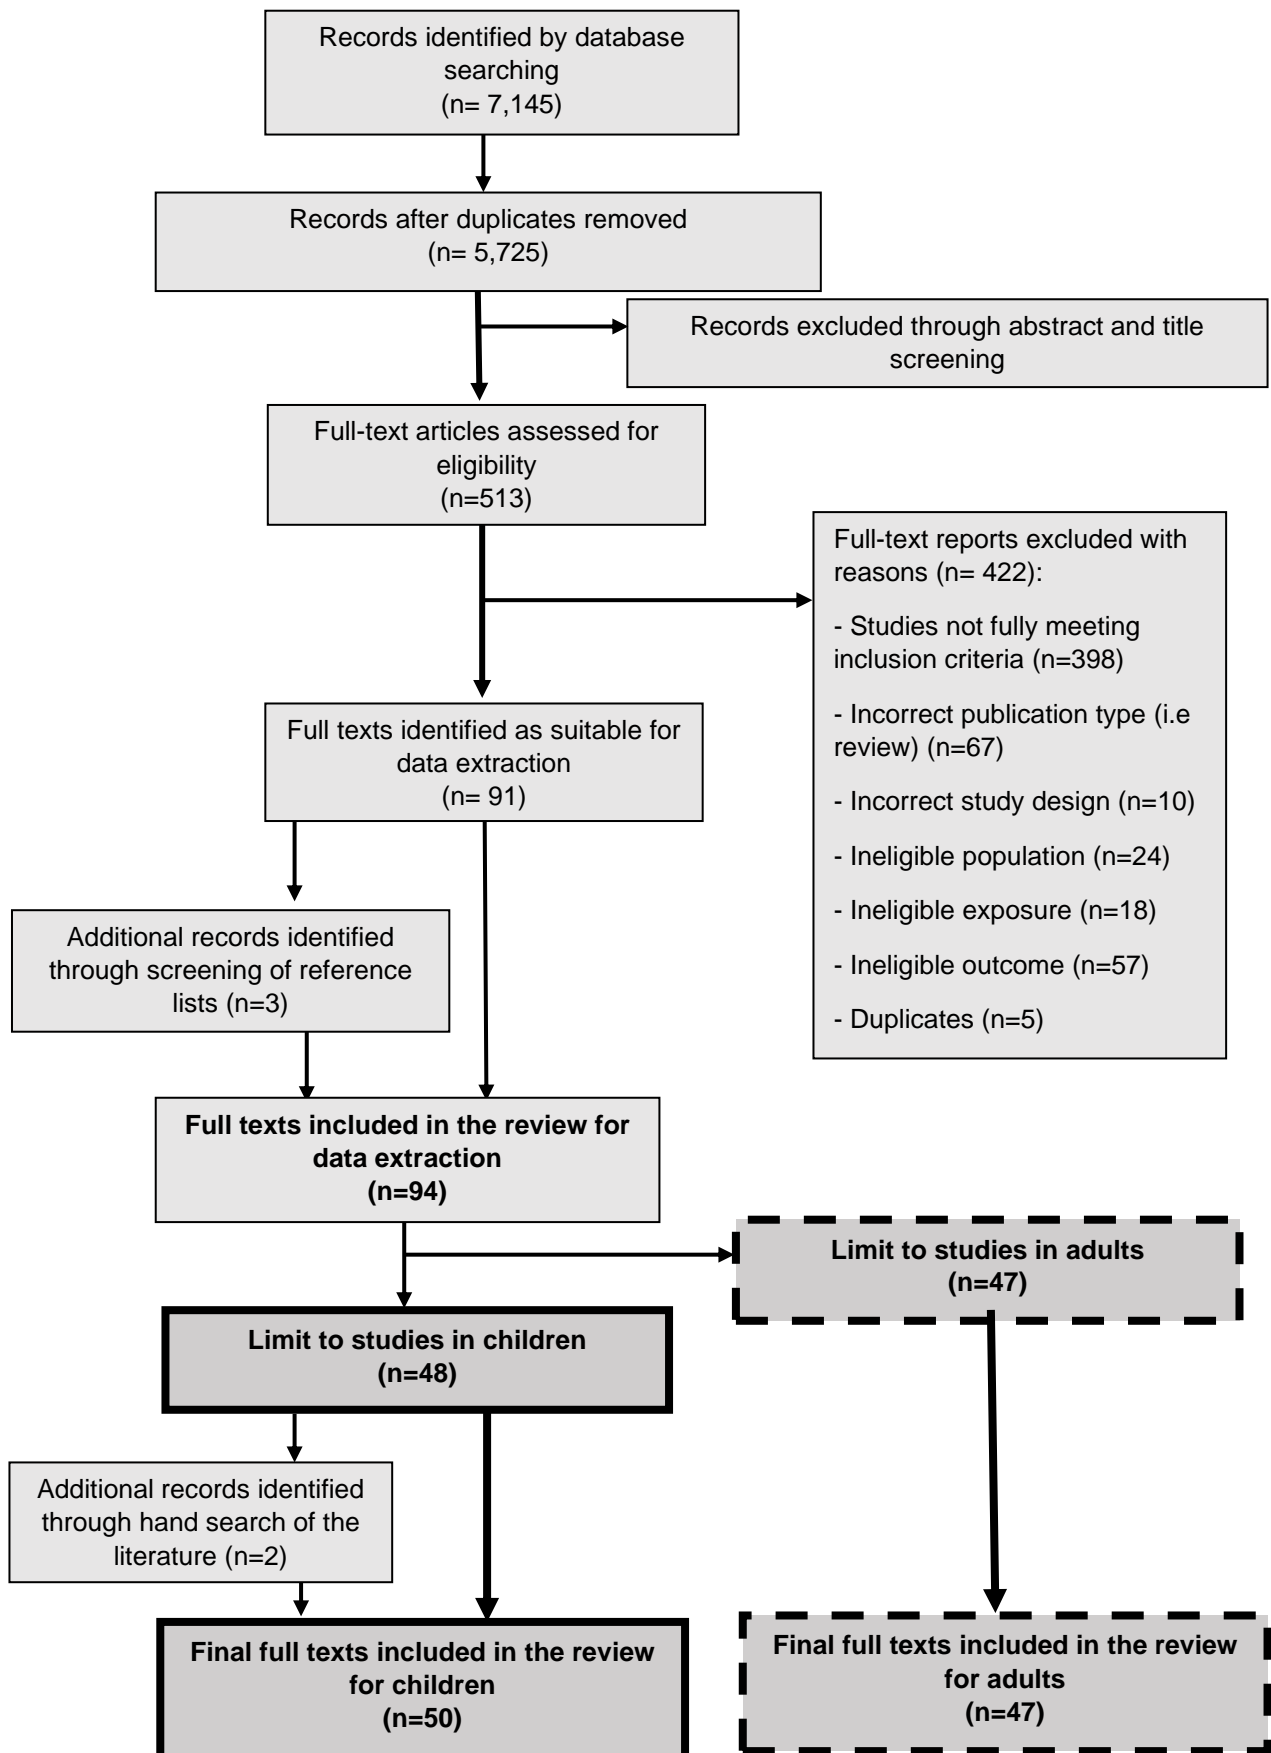 Records identified by database
searching
(n= 7,145)
Records after duplicates removed
(n= 5,725)
Records excluded through abstract and title
screening
Full-text articles assessed for
eligibility
(n=513)
Full-text reports excluded with
reasons (n= 422):
- Studies not fully meeting
inclusion criteria (n=398)
- Incorrect publication type (i.e
review) (n=67)
- Incorrect study design (n=10)
- Ineligible population (n=24)
- Ineligible exposure (n=18)
- Ineligible outcome (n=57)
- Duplicates (n=5)
Full texts identified as suitable for
data extraction
(n= 91)
Additional records identified
through screening of reference
lists (n=3)
Full texts included in the review for
data extraction
(n=94)
Limit to studies in adults
(n=47)
Limit to studies in children
(n=48)
Additional records identified
through hand search of the
literature (n=2)
Final full texts included in the review
for children
(n=50)
Final full texts included in the review
for adults
(n=47)